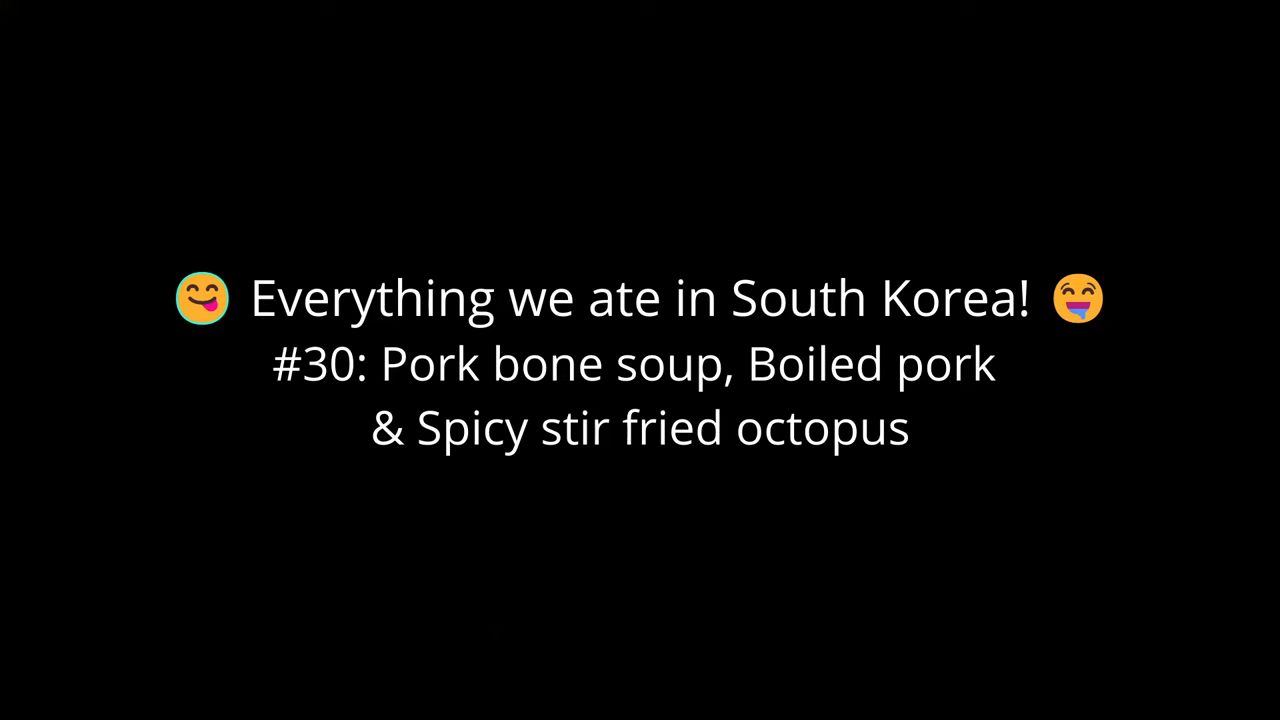 😋 Everything we ate in South Korea! 🤤
#30: Pork bone soup, Boiled pork
& Spicy stir fried octopus